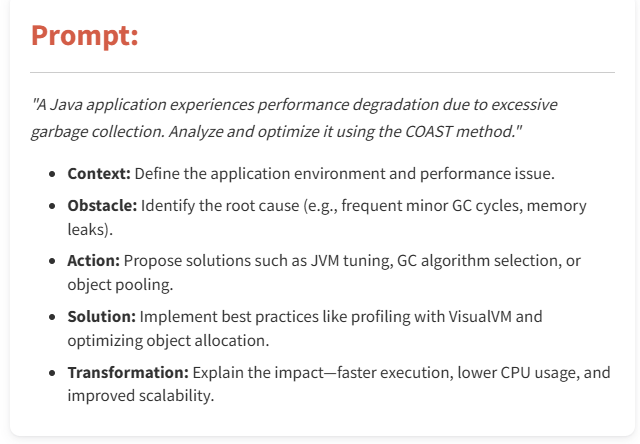 Prompt:
"A Java application experiences performance degradation due to excessive
garbage collection. Analyze and optimize it using the COAST method."
• Context: Define the application environment and performance issue.
• Obstacle: Identify the root cause (e.g., frequent minor GC cycles, memory
leaks).
• Action: Propose solutions such as JVM tuning, GC algorithm selection, or
object pooling.
• Solution: Implement best practices like profiling with VisualVM and
optimizing object allocation.
• Transformation: Explain the impact—faster execution, lower CPU usage, and
improved scalability.